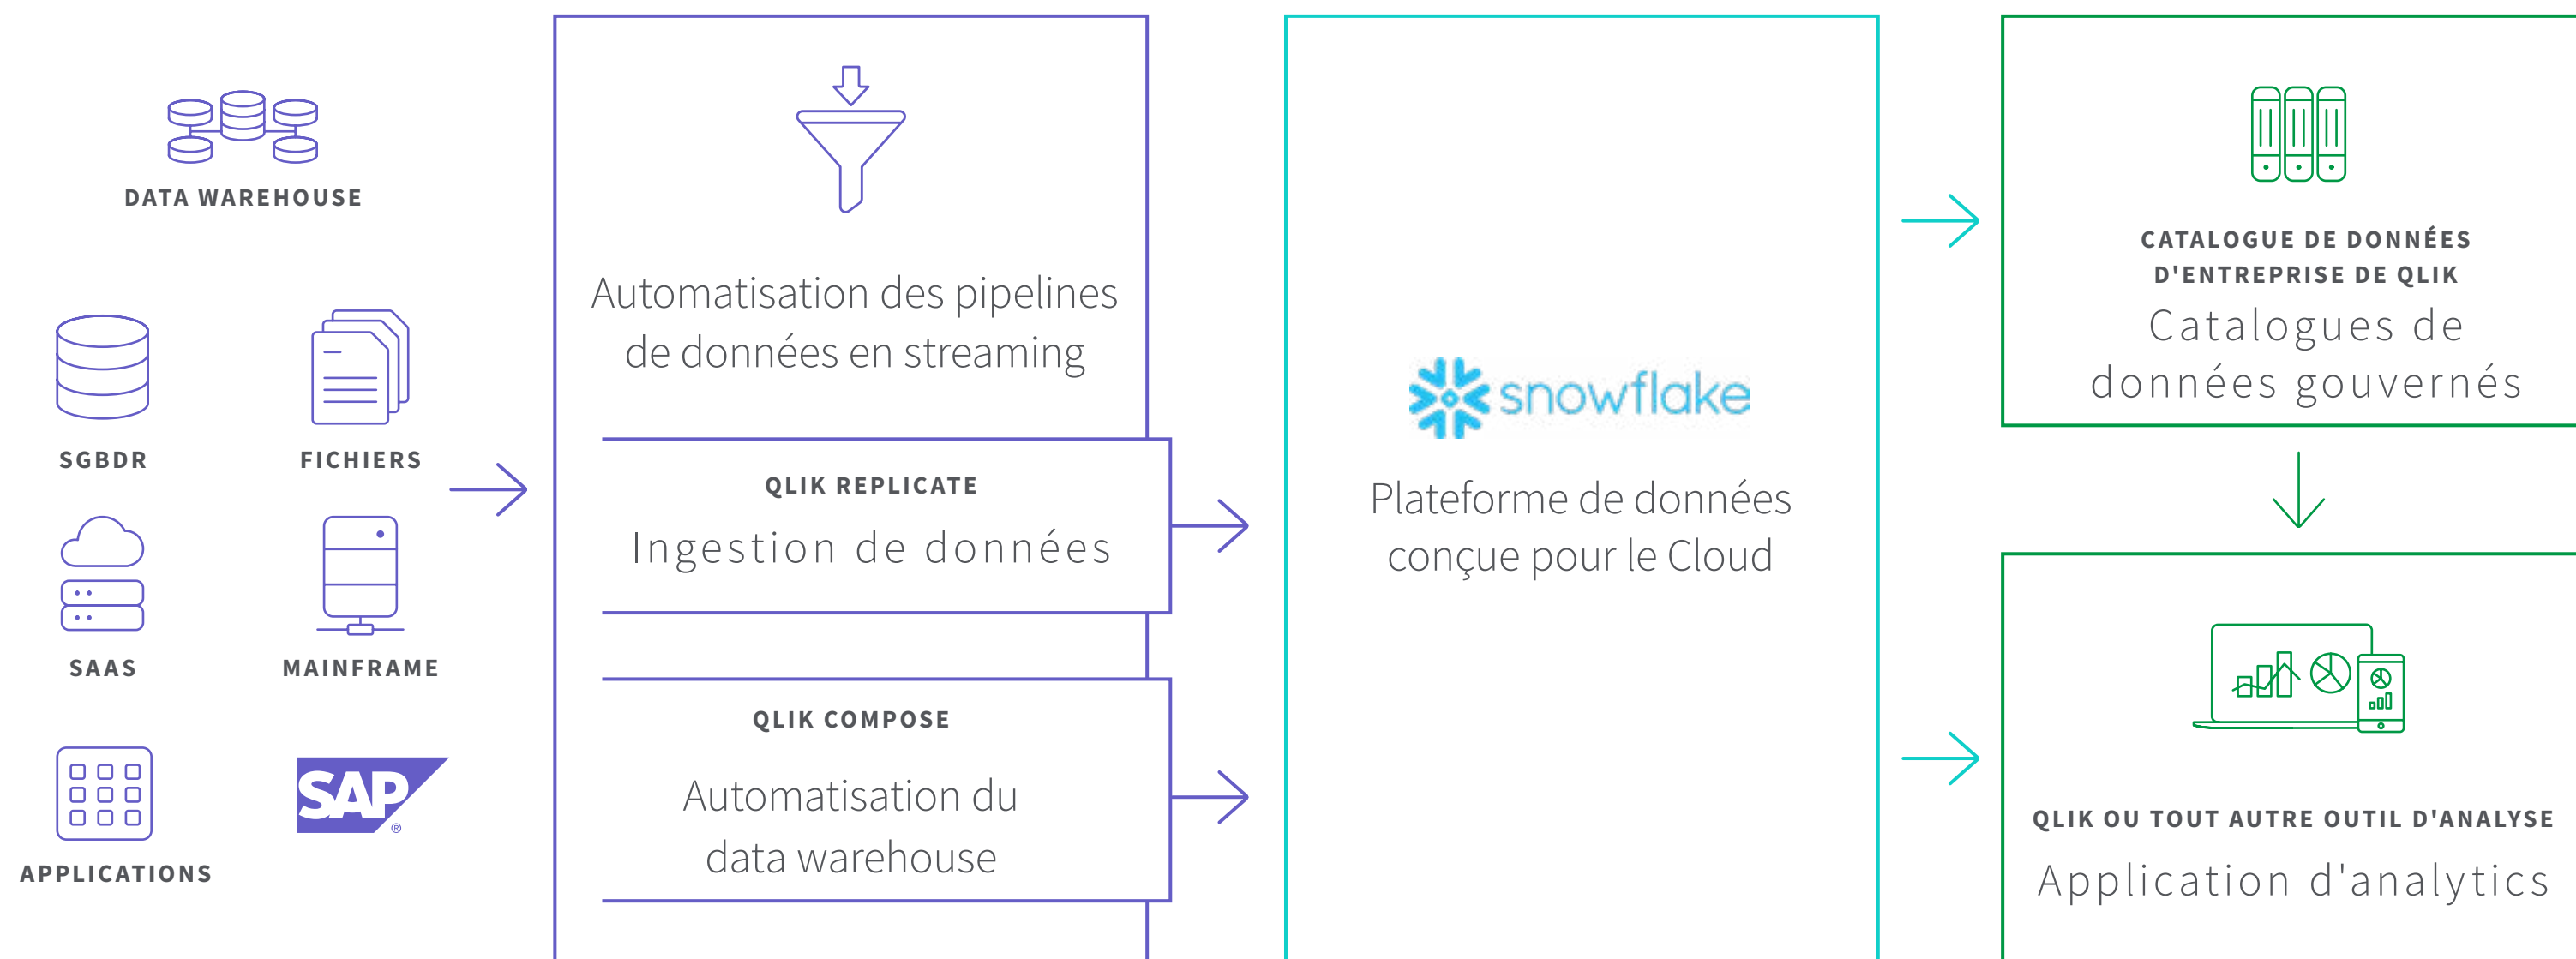 DATA WAREHOUSE
SGBDR
FICHIERS
SAAS
MAINFRAME
APPLICATIONS
SAP
®
Automatisation des pipelines
de données en streaming
QLIK REPLICATE
Ingestion de données
QLIK COMPOSE
Automatisation du
data warehouse
snowflake
Plateforme de données
conçue pour le Cloud
CATALOGUE DE DONNÉES
D'ENTREPRISE DE QLIK
Catalogues de
données gouvernés
QLIK OU TOUT AUTRE OUTIL D'ANALYSE
Application d'analytics